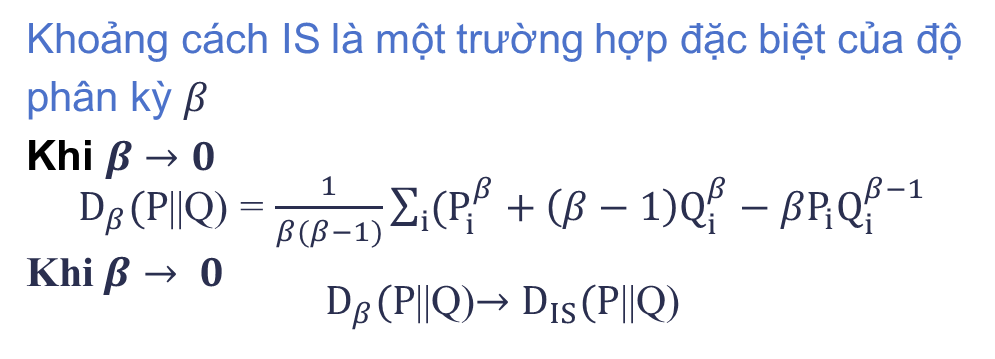 Khoảng cách IS là một trường hợp đặc biệt của độ
phân kỳ β
Khi β → 0
D_β(P||Q) = \frac{1}{β(β−1)} ∑_i(P_i^β + (β − 1)Q_i^β − βP_iQ_i^{β−1}
Khi β → 0
D_β(P||Q)→ D_IS(P||Q)